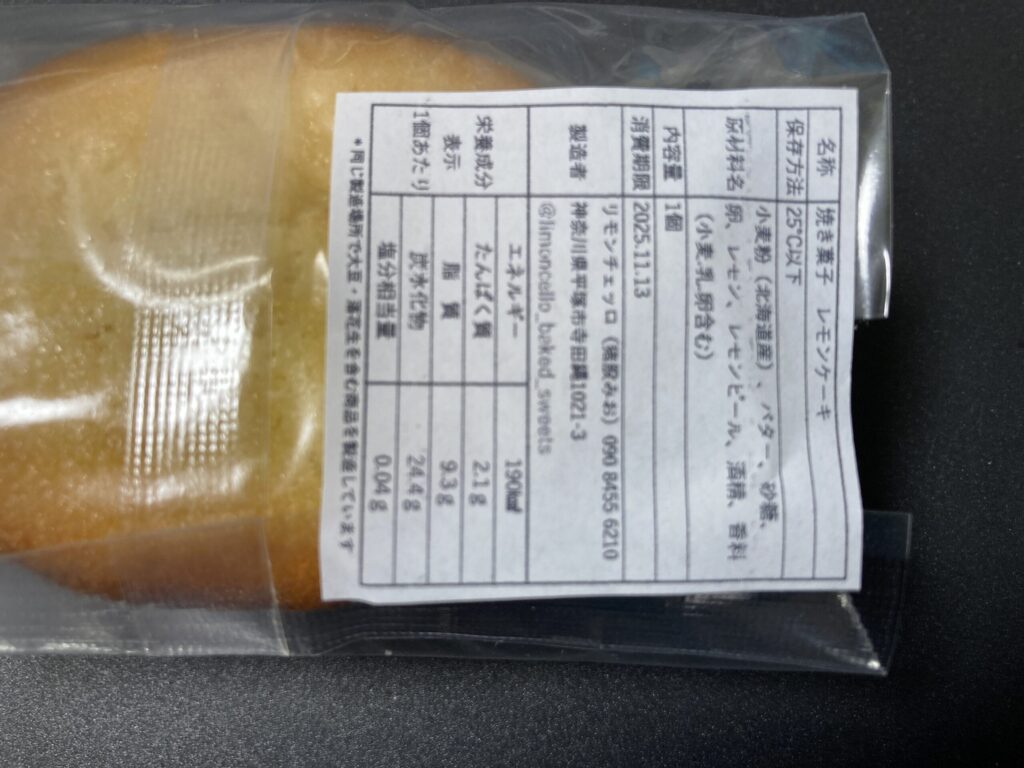 名称 焼き菓子 レモンケーキ
保存方法 25℃以下
原材料名 小麦粉(北海道産)、バター、砂糖、
卵、レモン、レモンピール、酒精、香料
(小麦,乳,卵含む)
内容量 1個
消費期限 2025.11.13
製造者 リモンチェッロ(猪股みお)090 8455 6210
神奈川県平塚市寺田縄1021-3
@limoncello_baked_sweets
栄養成分
表示
1個あたり
エネルギー 190kcal
たんぱく質 2.1g
脂質 9.3g
炭水化物 24.4g
塩分相当量 0.04g
*同じ製造場所で大豆・落花生を含む商品を製造しています